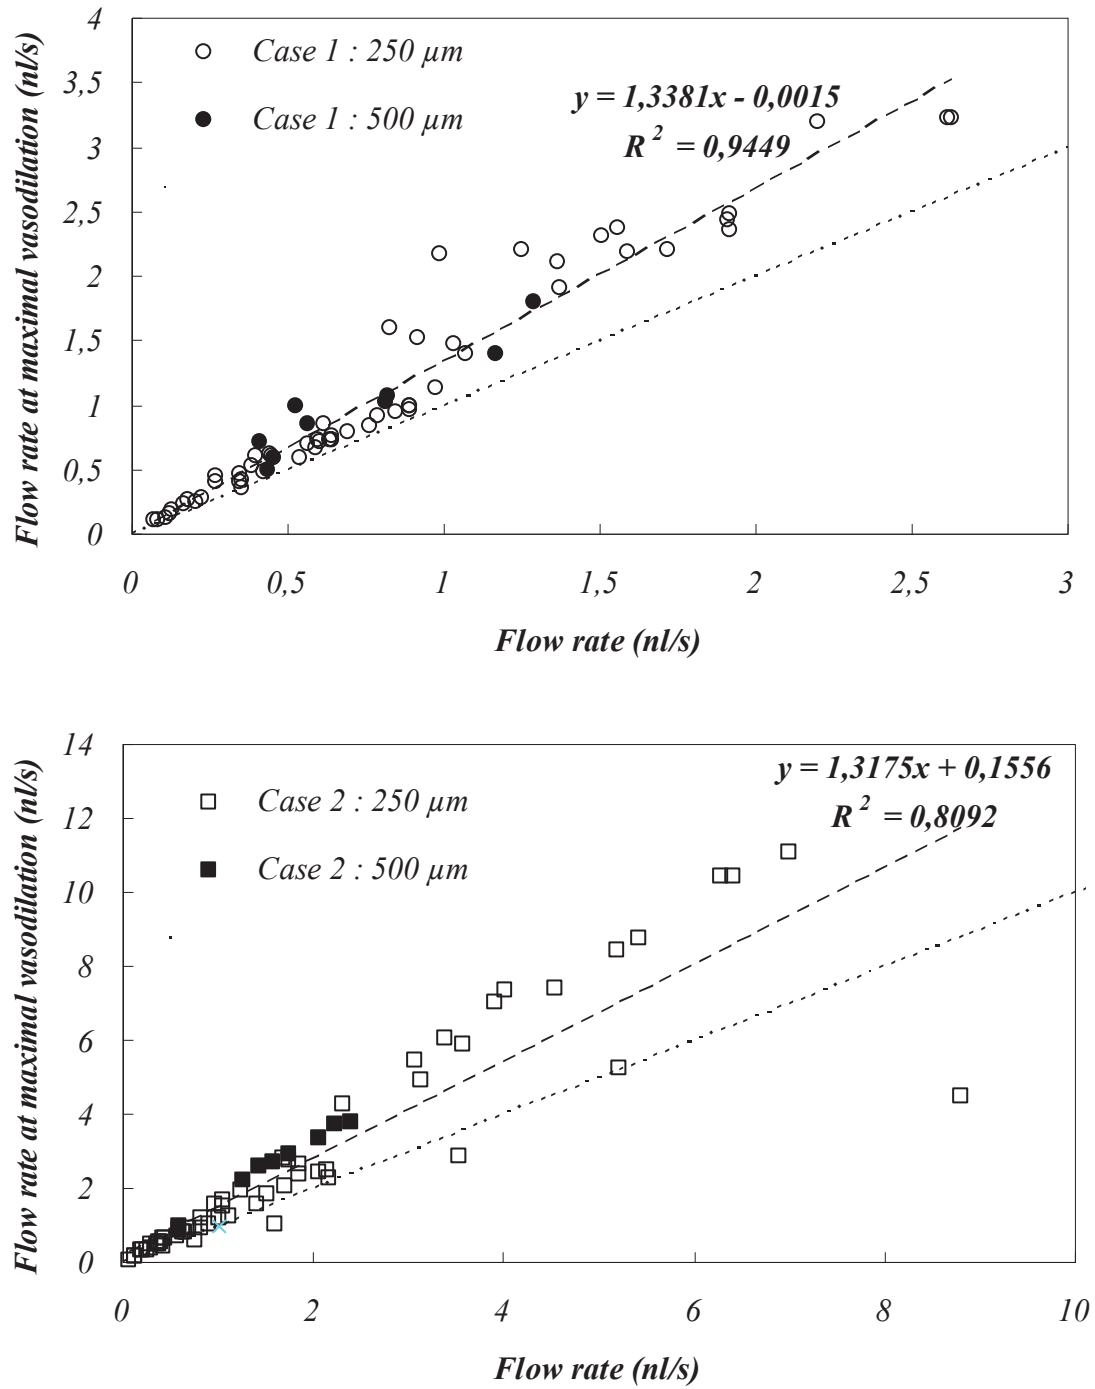 Flow rate at maximal vasodilation (nl/s)
4
3,5
3
2,5
2
1,5
1
0,5
0
Case 1 : 250 µm
Case 1 : 500 µm
y = 1,3381x - 0,0015
R² = 0,9449
0 0,5 1 1,5 2 2,5 3
Flow rate (nl/s)
Flow rate at maximal vasodilation (nl/s)
14
12
10
8
6
4
2
0
Case 2 : 250 µm
Case 2 : 500 µm
y = 1,3175x + 0,1556
R² = 0,8092
0 2 4 6 8 10
Flow rate (nl/s)